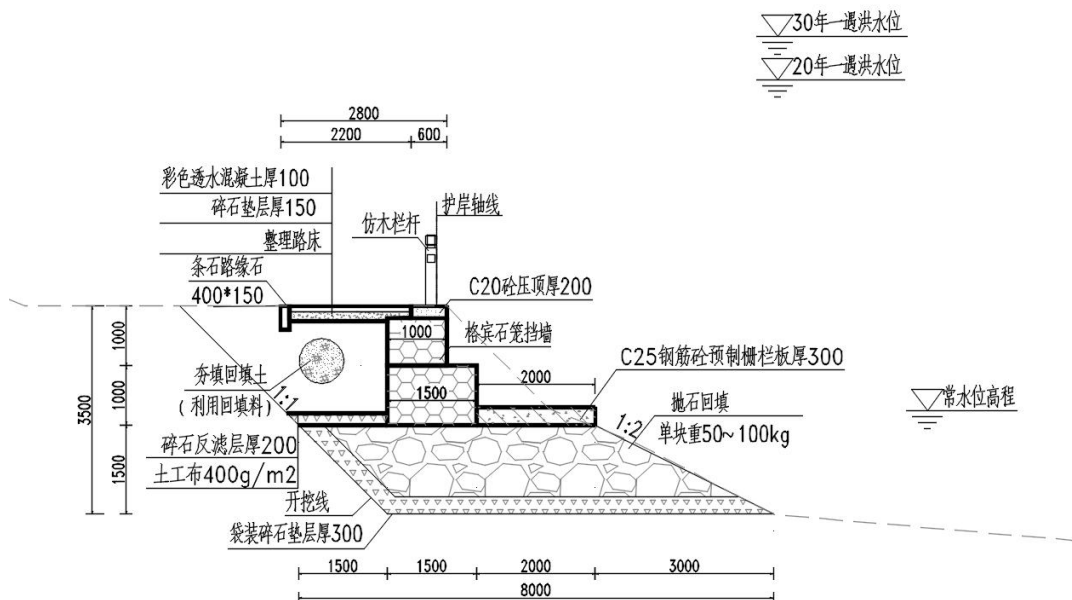 30年一遇洪水位
20年一遇洪水位
2800
2200
600
彩色透水混凝土厚100
碎石垫层厚150
整理路床
条石路缘石
400*150
仿木栏杆
护岸轴线
C20砼压顶厚200
格宾石笼挡墙
C25钢筋砼预制栅栏板厚300
1000
1500
2000
1000
1000
1500
3500
夯填回填土
(利用回填料)
1:1
1:2
抛石回填
单块重50~100kg
常水位高程
碎石反滤层厚200
土工布400g/m2
开挖线
袋装碎石垫层厚300
1500
1500
2000
3000
8000